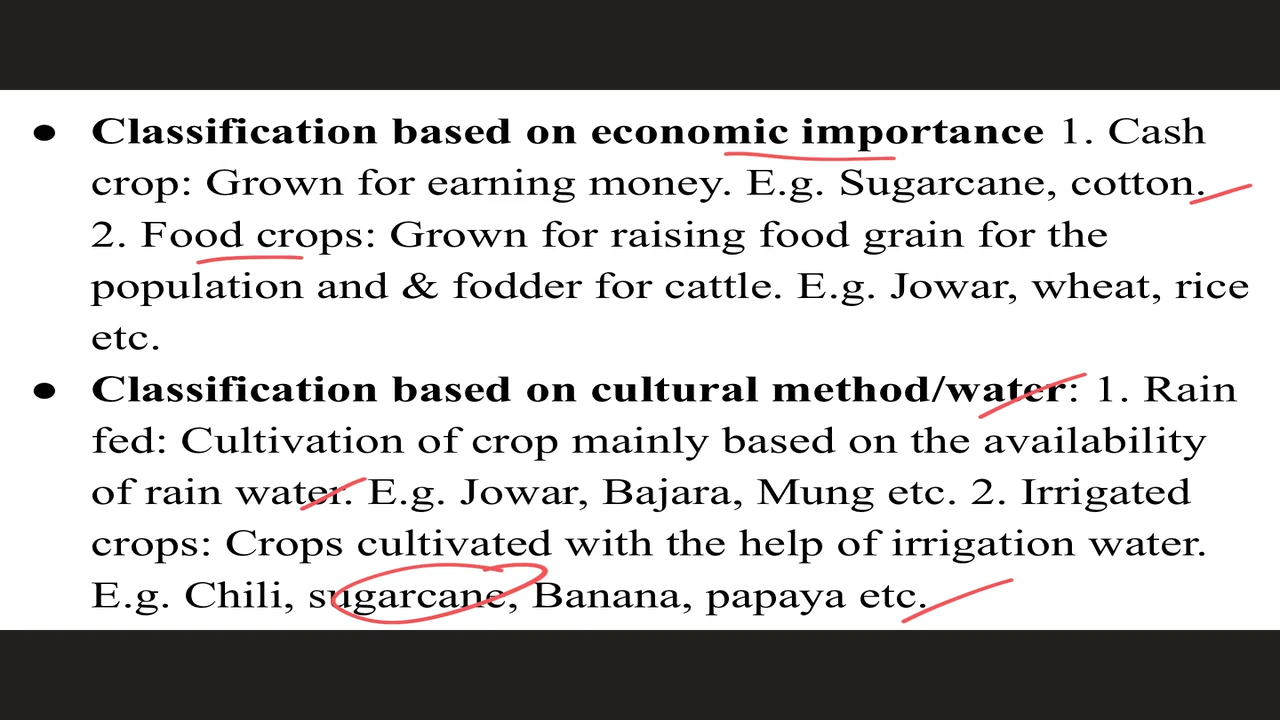 ● Classification based on economic importance 1. Cash
crop: Grown for earning money. E.g. Sugarcane, cotton.
2. Food crops: Grown for raising food grain for the
population and & fodder for cattle. E.g. Jowar, wheat, rice
etc.
● Classification based on cultural method/water: 1. Rain
fed: Cultivation of crop mainly based on the availability
of rain water. E.g. Jowar, Bajara, Mung etc. 2. Irrigated
crops: Crops cultivated with the help of irrigation water.
E.g. Chili, sugarcane, Banana, papaya etc.